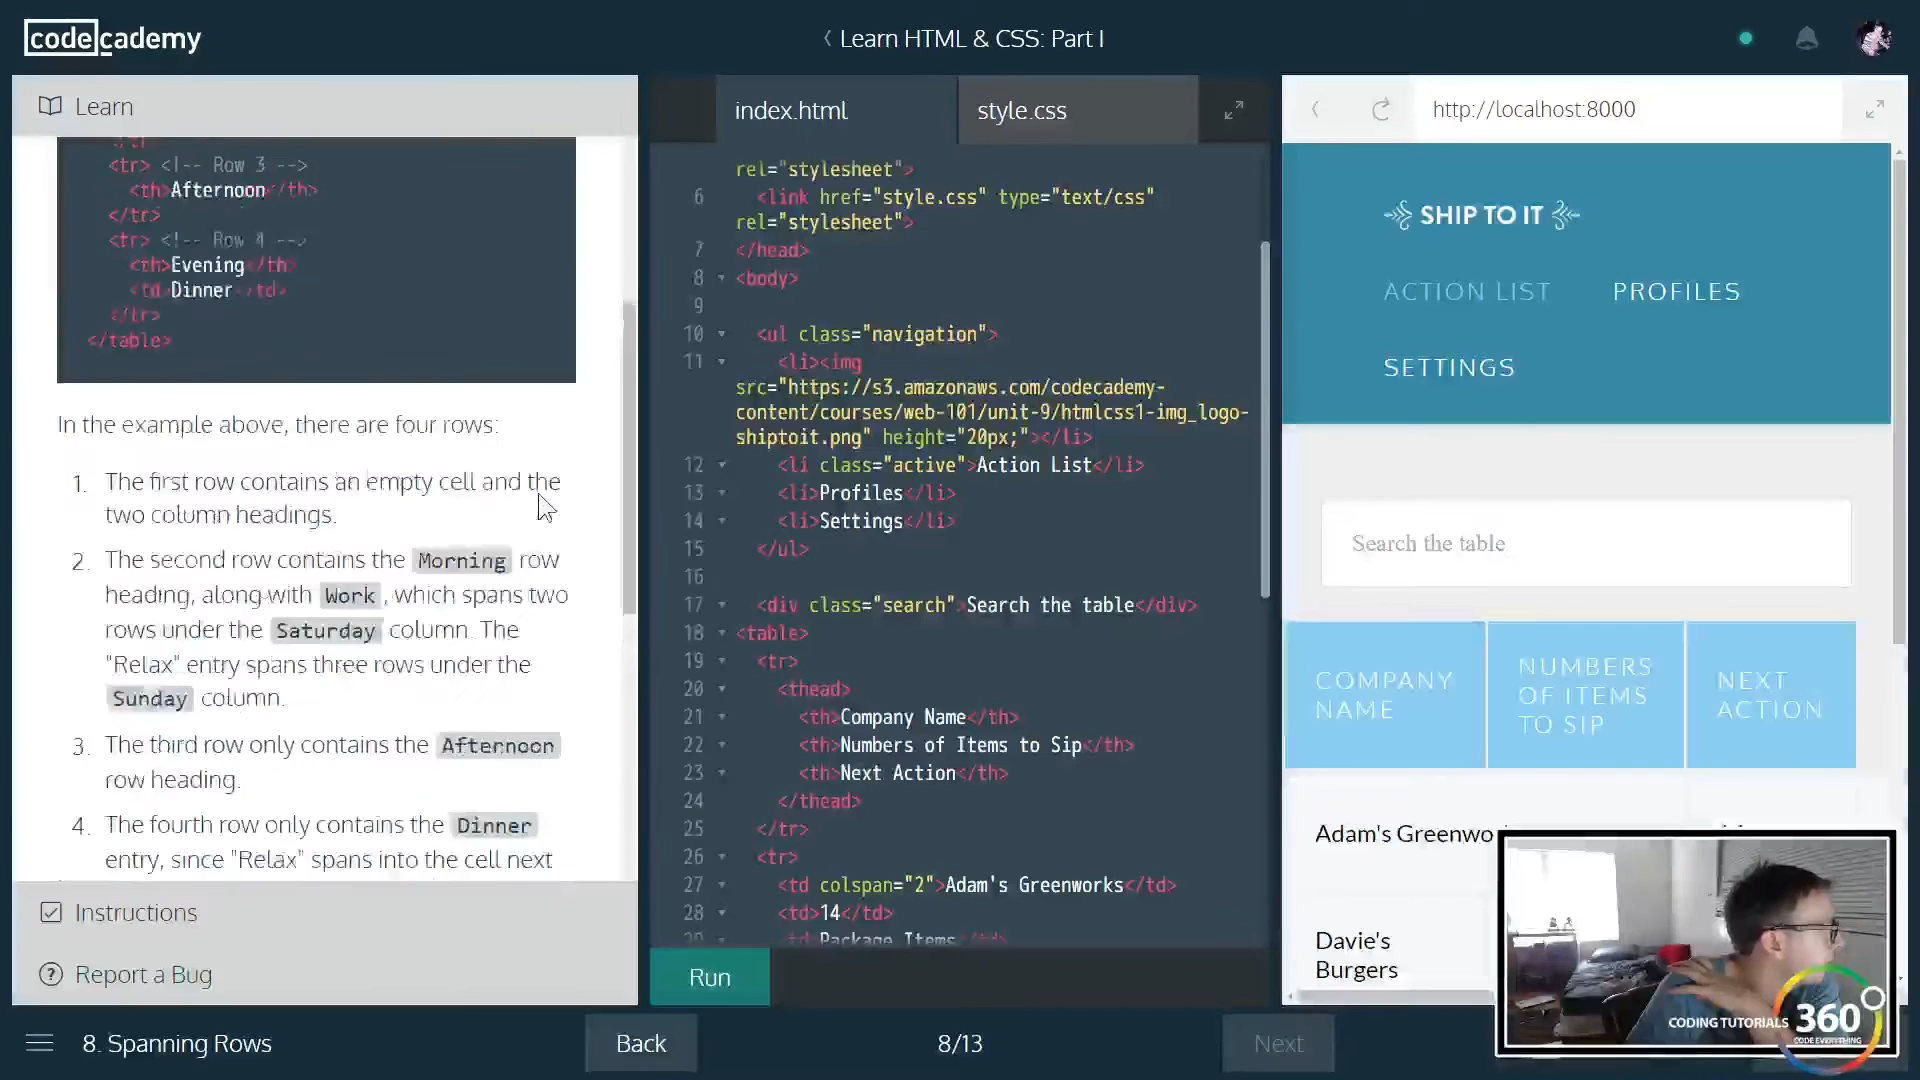 codecademy
Learn HTML & CSS: Part I
Learn
<tr> <!-- Row 3 -->
<th>Afternoon</th>
</tr>
<tr> <!-- Row 4 -->
<th>Evening</th>
<td>Dinner</td>
</tr>
</table>
In the example above, there are four rows:
1. The first row contains an empty cell and the
two column headings.
2. The second row contains the Morning row
heading, along with Work, which spans two
rows under the Saturday column. The
"Relax" entry spans three rows under the
Sunday column.
3. The third row only contains the Afternoon
row heading.
4. The fourth row only contains the Dinner
entry, since "Relax" spans into the cell next
Instructions
Report a Bug
index.html
style.css
rel="stylesheet">
6 <link href="style.css" type="text/css"
rel="stylesheet">
7 </head>
8 <body>
9
10 <ul class="navigation">
11 <li><img
src="https://s3.amazonaws.com/codecademy-
content/courses/web-101/unit-9/htmlcss1-img_logo-
shiptoit.png" height="20px;"></li>
12 <li class="active">Action List</li>
13 <li>Profiles</li>
14 <li>Settings</li>
15 </ul>
16
17 <div class="search">Search the table</div>
18 <table>
19 <tr>
20 <thead>
21 <th>Company Name</th>
22 <th>Numbers of Items to Sip</th>
23 <th>Next Action</th>
24 </thead>
25 </tr>
26 <tr>
27 <td colspan="2">Adam's Greenworks</td>
28 <td>14</td>
<td>Package Items</td>
Run
http://localhost:8000
SHIP TO IT
ACTION LIST PROFILES
SETTINGS
Search the table
COMPANY
NAME
NUMBERS
OF ITEMS
TO SIP
NEXT
ACTION
Adam's Greenwo
Davie's
Burgers
CODING TUTORIALS 360°
CODE EVERYTHING
8. Spanning Rows
Back
8/13
Next